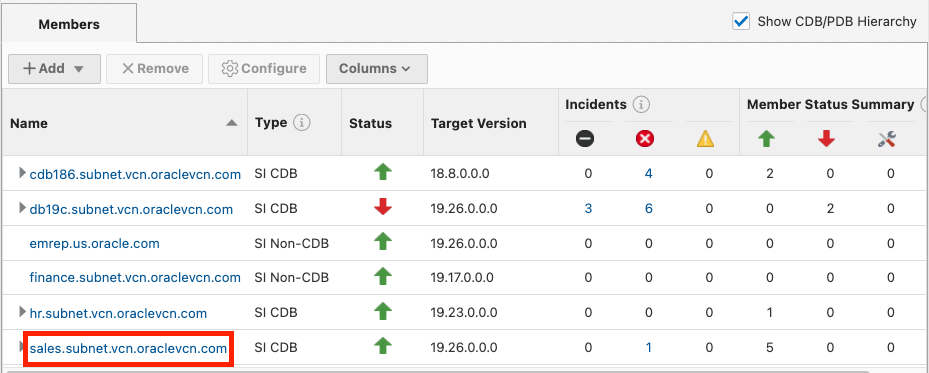 Members
Show CDB/PDB Hierarchy
Add Remove Configure Columns
Name Type Status Target Version Incidents Member Status Summary
cdb186.subnet.vcn.oraclevcn.com SI CDB 18.8.0.0.0 0 4 0 2 0 0
db19c.subnet.vcn.oraclevcn.com SI CDB 19.26.0.0.0 3 6 0 0 2 0
emrep.us.oracle.com SI Non-CDB 19.26.0.0.0 0 0 0 0 0 0
finance.subnet.vcn.oraclevcn.com SI Non-CDB 19.17.0.0.0 0 0 0 0 0 0
hr.subnet.vcn.oraclevcn.com SI CDB 19.23.0.0.0 0 0 0 1 0 0
sales.subnet.vcn.oraclevcn.com SI CDB 19.26.0.0.0 0 1 0 5 0 0